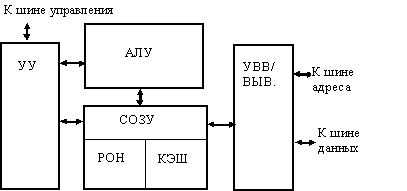 К шине управления
УУ
АЛУ
УВВ/
ВЫВ.
К шине
адреса
СОЗУ
РОН
КЭШ
К шине
данных